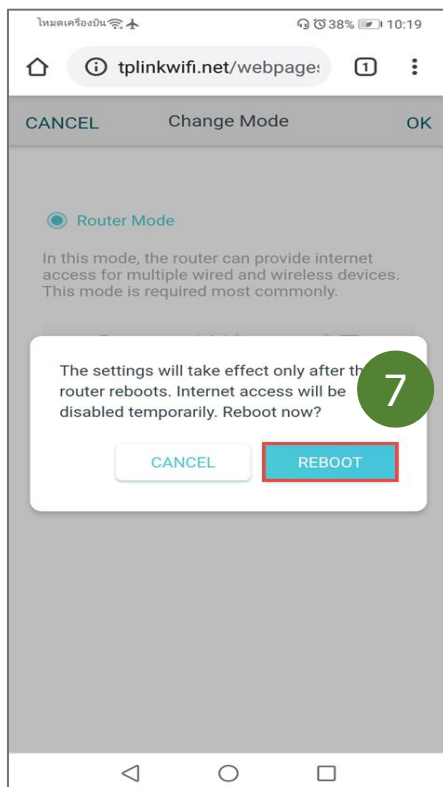 โหมดเครื่องบิน 38% 10:19
tplinkwifi.net/webpage: 1
CANCEL Change Mode OK
Router Mode
In this mode, the router can provide internet
access for multiple wired and wireless devices.
This mode is required most commonly.
The settings will take effect only after th
router reboots. Internet access will be
disabled temporarily. Reboot now?
7
CANCEL REBOOT